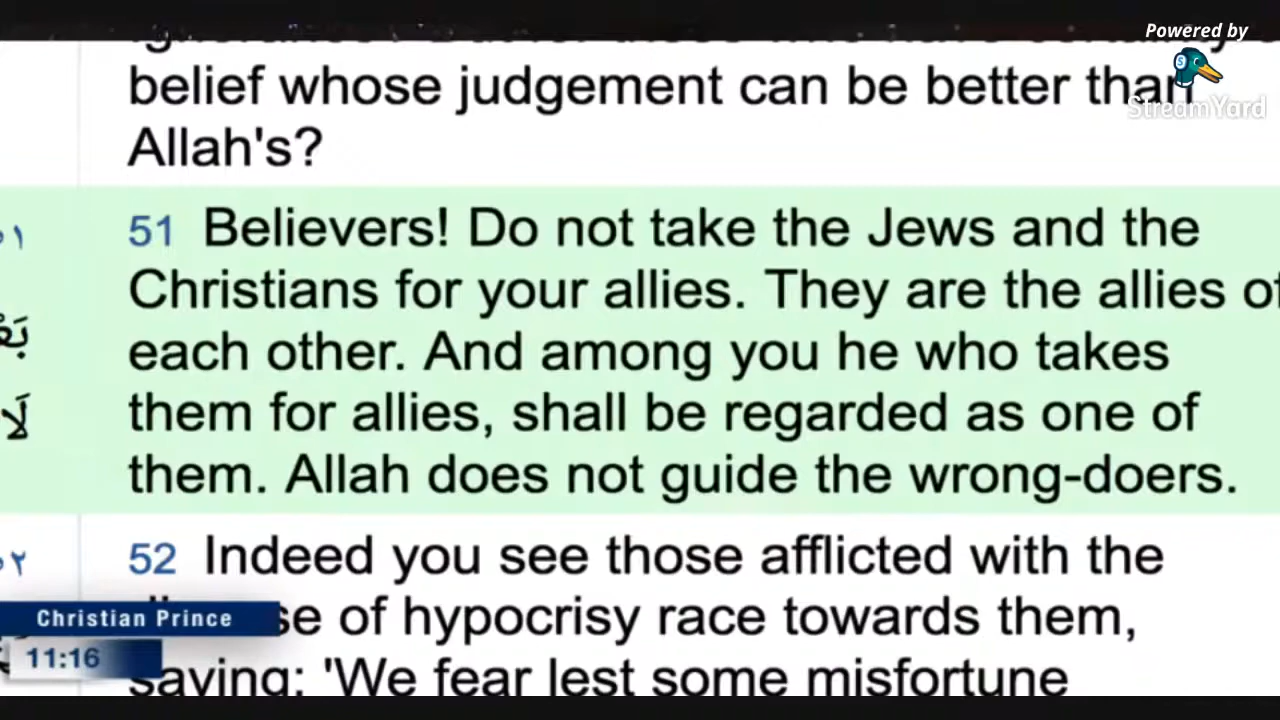 Powered by
StreamYard
belief whose judgement can be better than
Allah's?
51 Believers! Do not take the Jews and the
Christians for your allies. They are the allies of
each other. And among you he who takes
them for allies, shall be regarded as one of
them. Allah does not guide the wrong-doers.
52 Indeed you see those afflicted with the
of hypocrisy race towards them,
saying: 'We fear lest some misfortune
Christian Prince
11:16